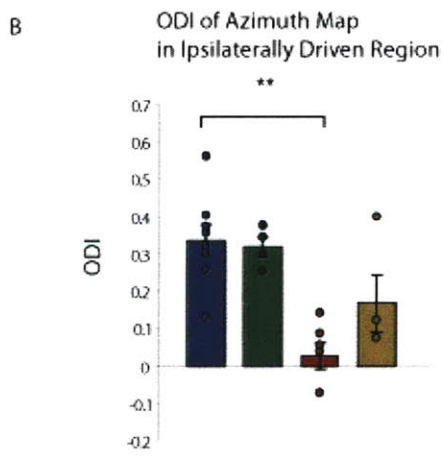 B
ODI of Azimuth Map
in Ipsilaterally Driven Region
**
0.7
0.6
0.5
0.4
0.3
0.2
0.1
0
-0.1
-0.2
ODI